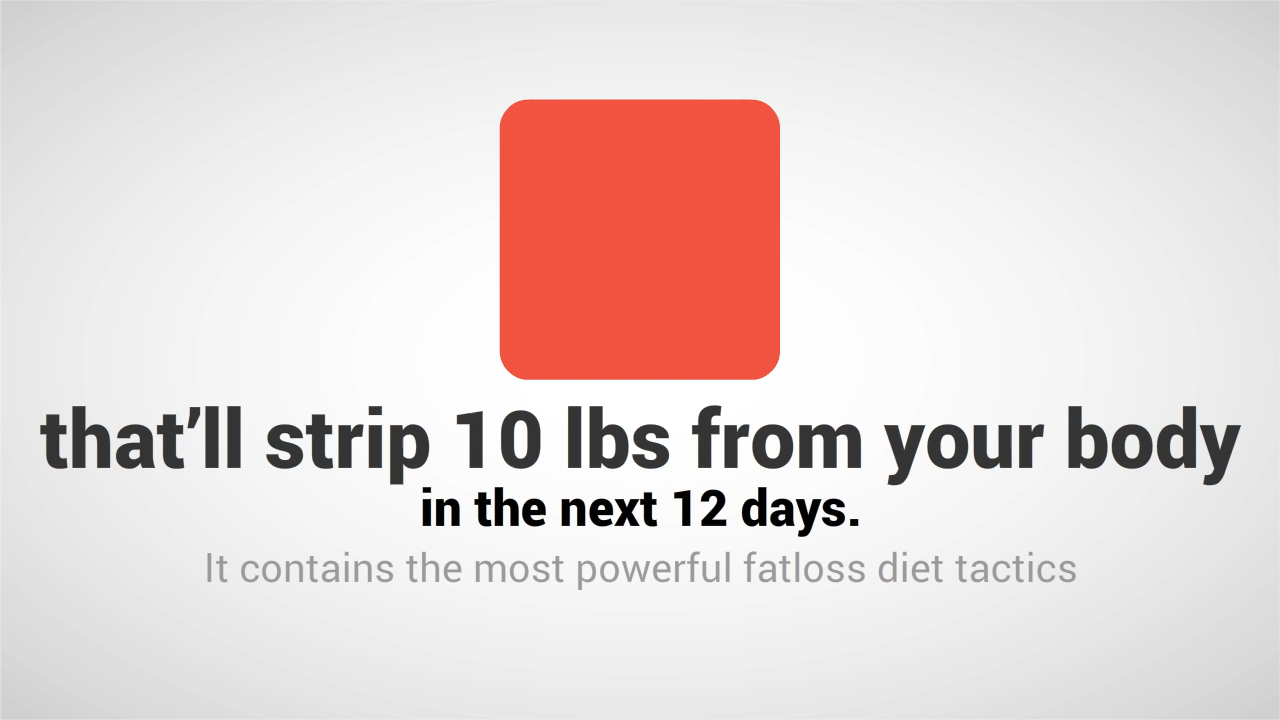 that’ll strip 10 lbs from your body
in the next 12 days.
It contains the most powerful fatloss diet tactics